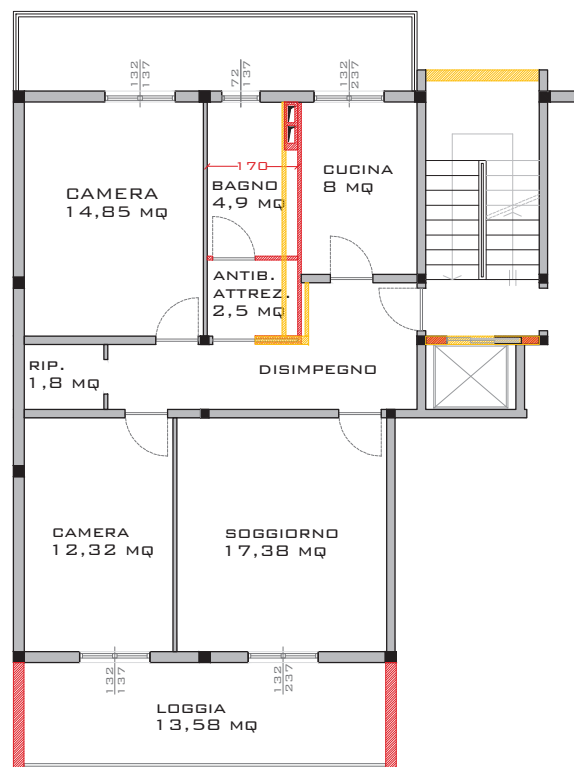 132
137
72
137
132
237
170
CAMERA
14,85 MQ
BAGNO
4,9 MQ
CUCINA
8 MQ
ANTIB.
ATTREZ.
2,5 MQ
RIP.
1,8 MQ
DISIMPEGNO
CAMERA
12,32 MQ
SOGGIORNO
17,38 MQ
132
137
132
237
LOGGIA
13,58 MQ